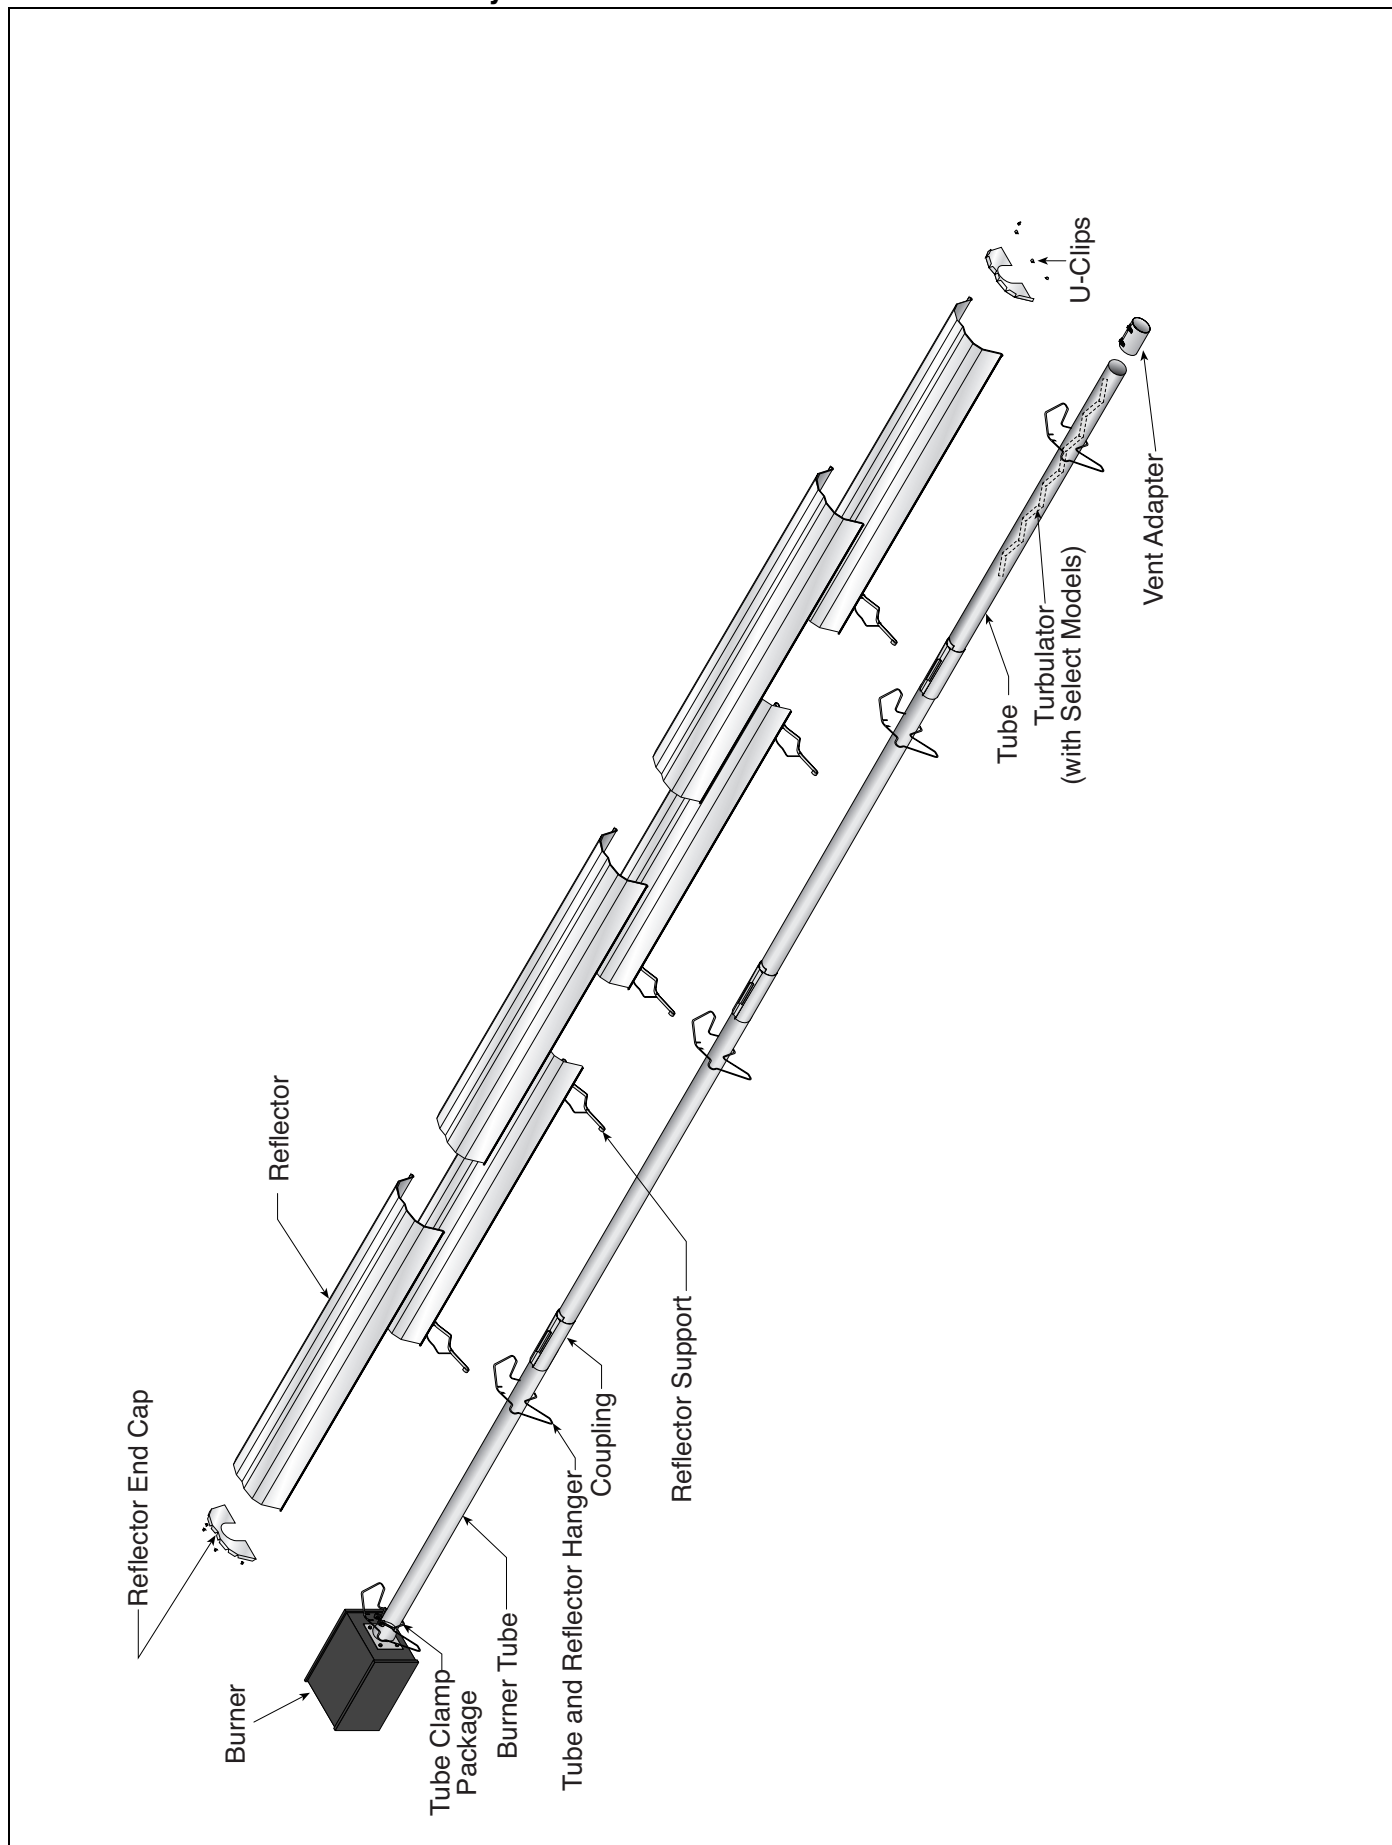 Reflector End Cap
Burner
Reflector
Tube Clamp
Package
Burner Tube
Tube and Reflector Hanger
Coupling
Reflector Support
U-Clips
Tube
Turbulator
(with Select Models)
Vent Adapter